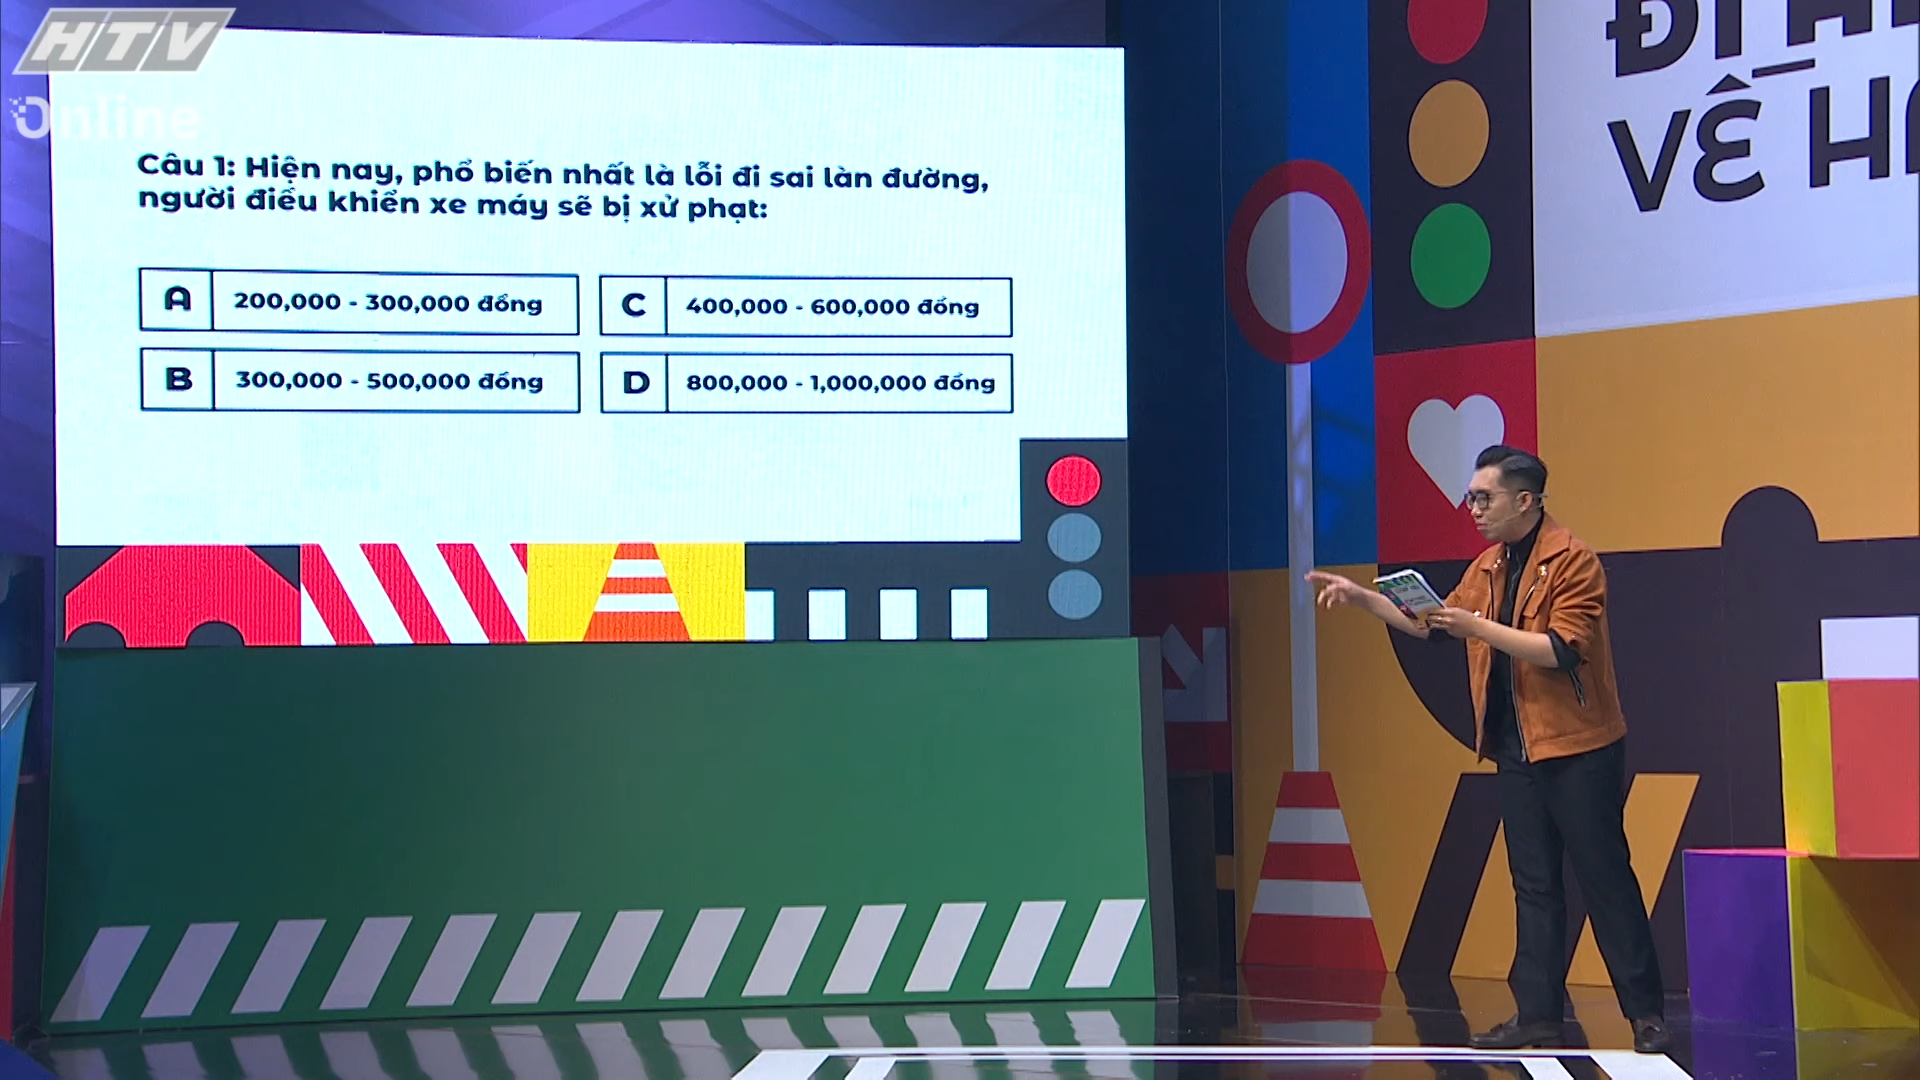 HTV
Online
Câu 1: Hiện nay, phổ biến nhất là lỗi đi sai làn đường,
người điều khiển xe máy sẽ bị xử phạt:
A 200,000 - 300,000 đồng
C 400,000 - 600,000 đồng
B 300,000 - 500,000 đồng
D 800,000 - 1,000,000 đồng
VỀ